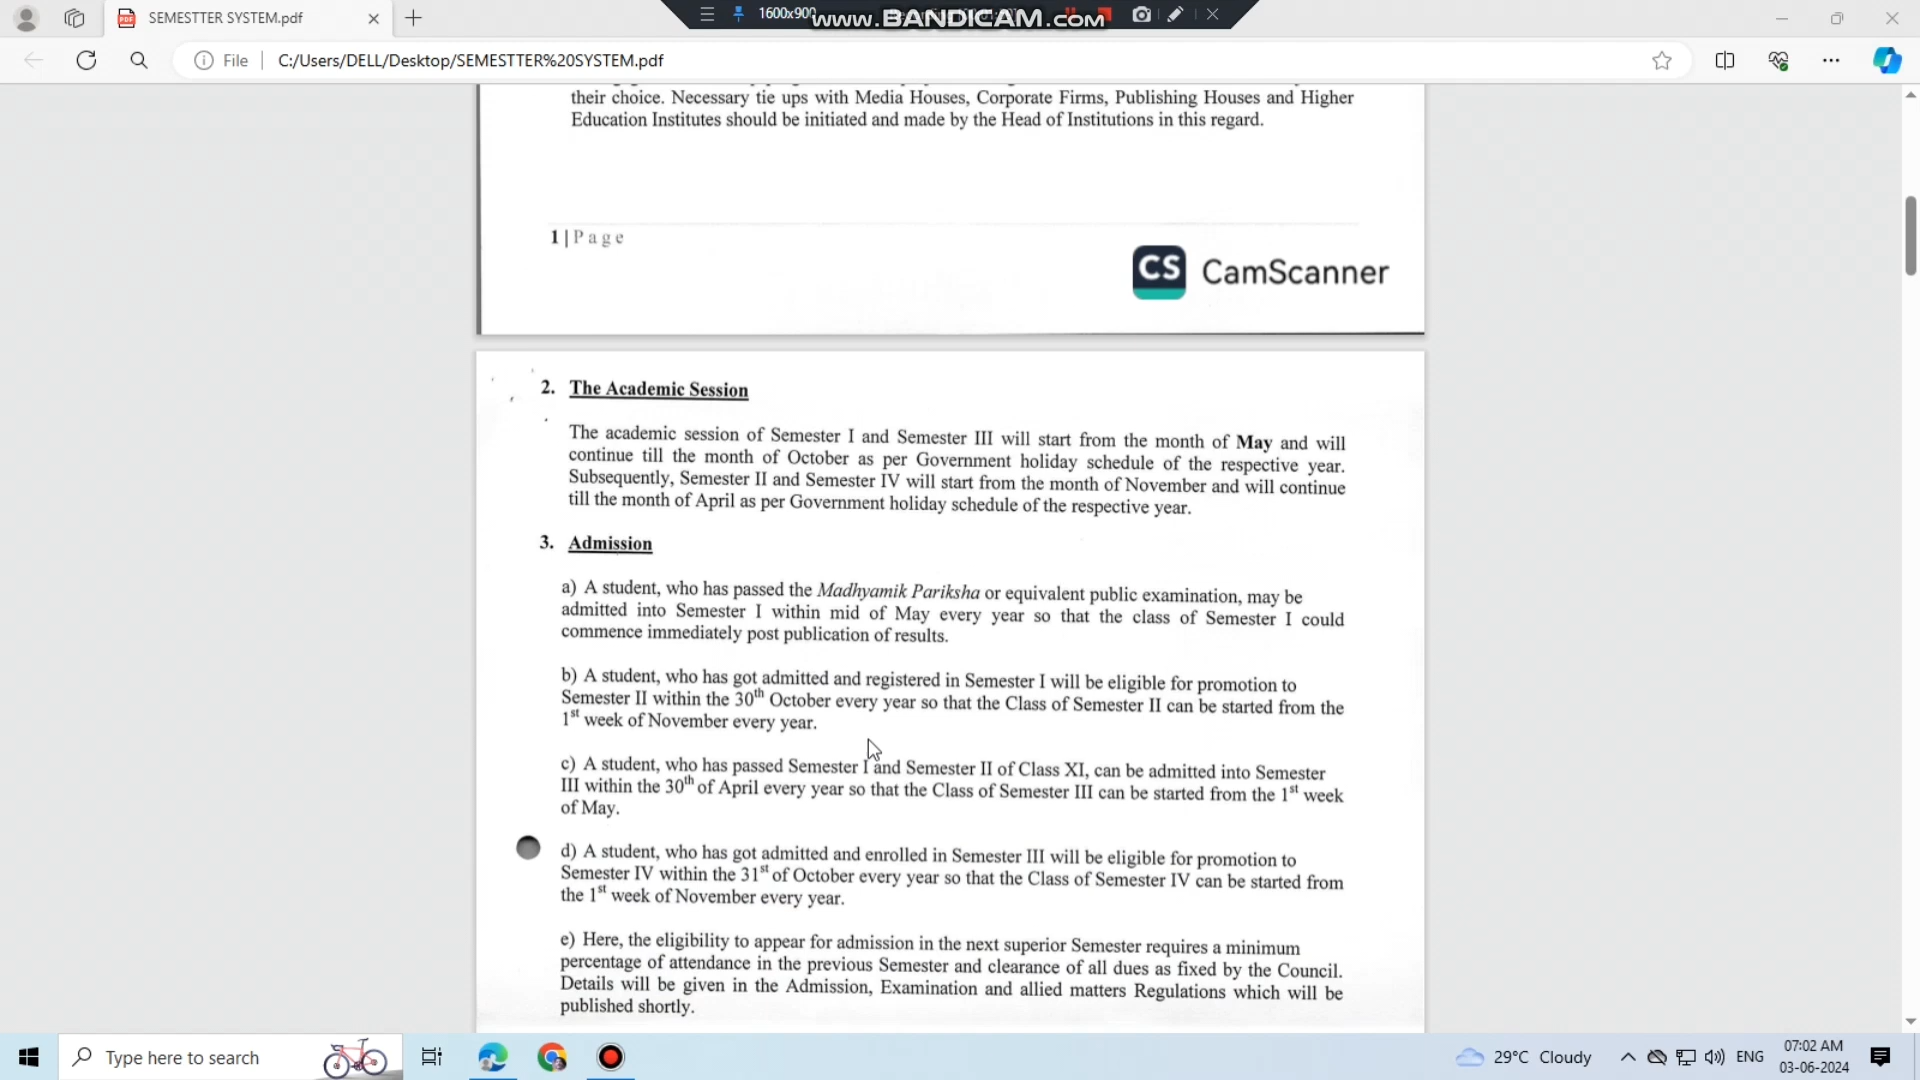 SEMESTTER SYSTEM.pdf
1600x900
www.BANDICAM.com
File
C:/Users/DELL/Desktop/SEMESTTER%20SYSTEM.pdf
their choice. Necessary tie ups with Media Houses, Corporate Firms, Publishing Houses and Higher
Education Institutes should be initiated and made by the Head of Institutions in this regard.
1 | Page
CS CamScanner
2. The Academic Session
The academic session of Semester I and Semester III will start from the month of May and will
continue till the month of October as per Government holiday schedule of the respective year.
Subsequently, Semester II and Semester IV will start from the month of November and will continue
till the month of April as per Government holiday schedule of the respective year.
3. Admission
a) A student, who has passed the Madhyamik Pariksha or equivalent public examination, may be
admitted into Semester I within mid of May every year so that the class of Semester I could
commence immediately post publication of results.
b) A student, who has got admitted and registered in Semester I will be eligible for promotion to
Semester II within the 30th October every year so that the Class of Semester II can be started from the
1st week of November every year.
c) A student, who has passed Semester I and Semester II of Class XI, can be admitted into Semester
III within the 30th of April every year so that the Class of Semester III can be started from the 1st week
of May.
d) A student, who has got admitted and enrolled in Semester III will be eligible for promotion to
Semester IV within the 31st of October every year so that the Class of Semester IV can be started from
the 1st week of November every year.
e) Here, the eligibility to appear for admission in the next superior Semester requires a minimum
percentage of attendance in the previous Semester and clearance of all dues as fixed by the Council.
Details will be given in the Admission, Examination and allied matters Regulations which will be
published shortly.
Type here to search
29°C Cloudy
ENG
07:02 AM
03-06-2024